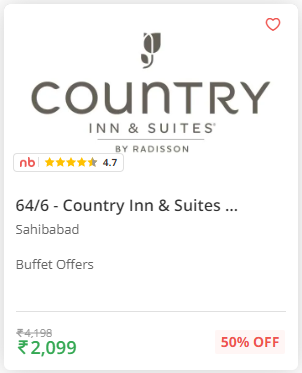 COUNTRY
INN & SUITES
BY RADISSON
nb 4.7
64/6 - Country Inn & Suites ...
Sahibabad
Buffet Offers
₹4,198
₹2,099
50% OFF